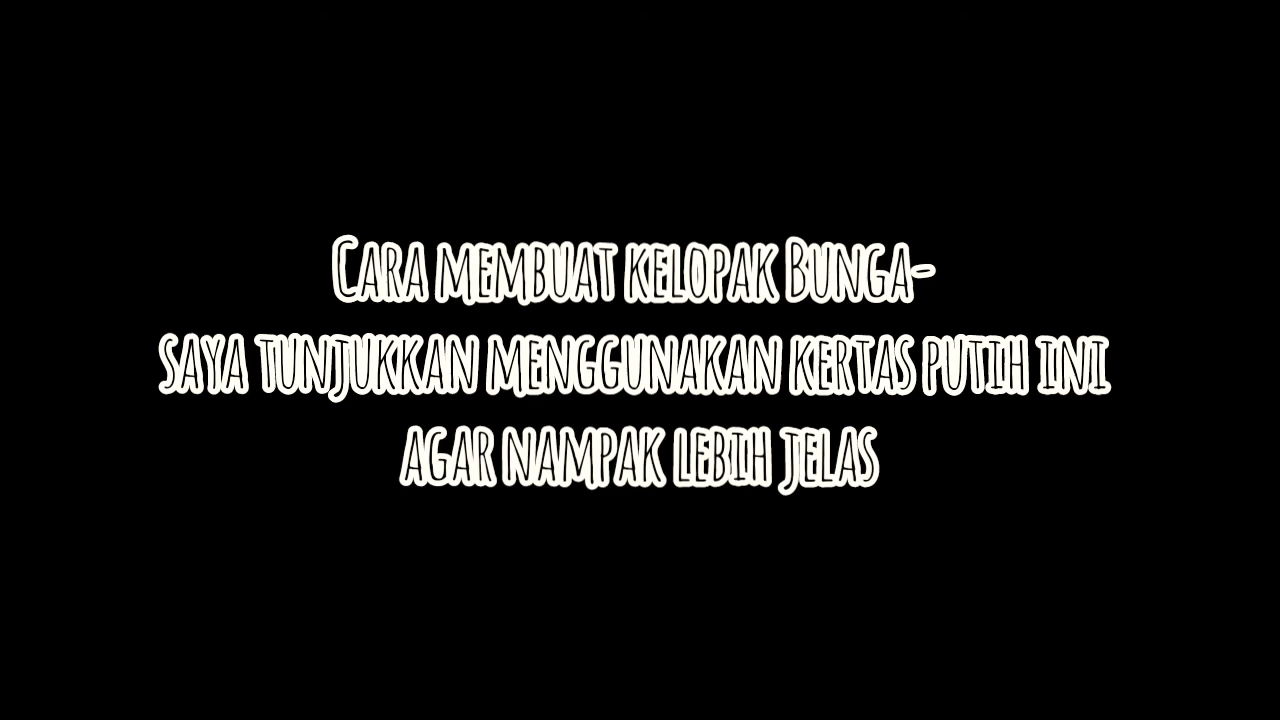 Cara membuat kelopak Bunga-
saya tunjukkan menggunakan kertas putih ini
agar nampak lebih jelas